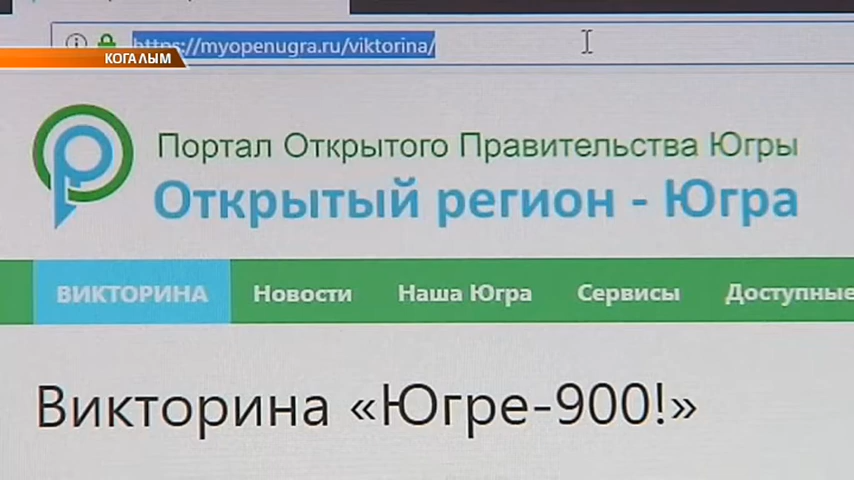 https://myopenugra.ru/viktorina/
КОГАЛЫМ
Портал Открытого Правительства Югры
Открытый регион - Югра
ВИКТОРИНА Новости Наша Югра Сервисы Доступные
Викторина «Югре-900!»